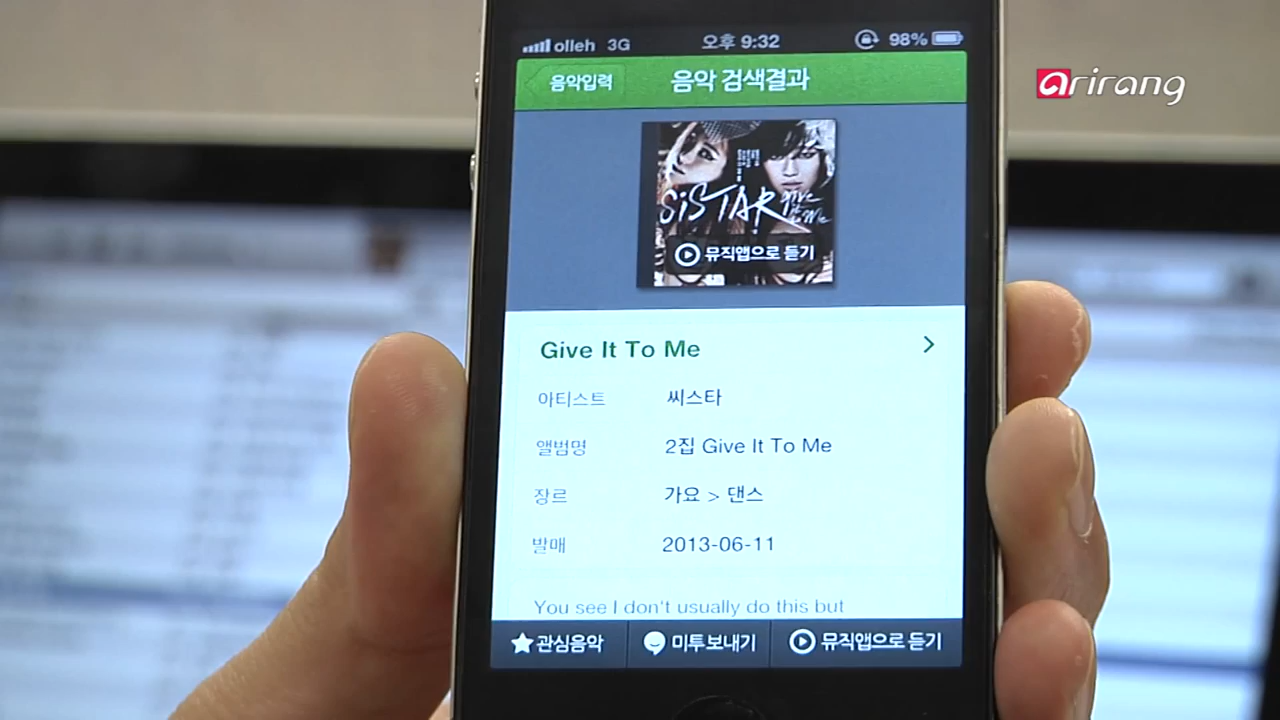 olleh 3G 오후 9:32 98%
arirang
음악입력 음악 검색결과
SiSTAR give it to Me
뮤직앱으로 듣기
Give It To Me
아티스트 씨스타
앨범명 2집 Give It To Me
장르 가요 > 댄스
발매 2013-06-11
You see I don't usually do this but
관심음악 미투보내기 뮤직앱으로 듣기